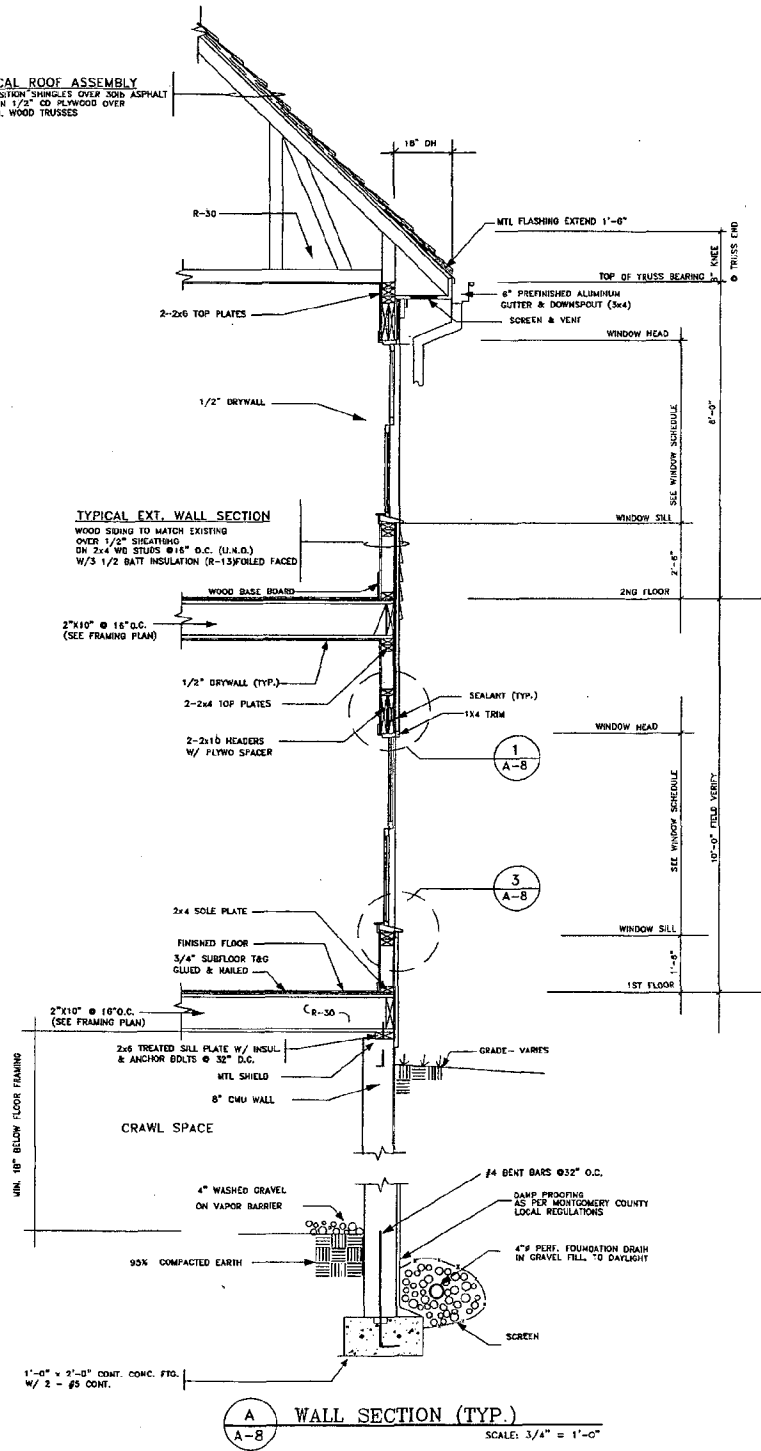 CAL ROOF ASSEMBLY
SITION SHINGLES OVER 30lb ASPHALT
N 1/2" CD PLYWOOD OVER
. WOOD TRUSSES
18" OH
R-30
MTL FLASHING EXTEND 1'-6"
KNEE
@ TRUSS END
TOP OF TRUSS BEARING
6" PREFINISHED ALUMINUM
GUTTER & DOWNSPOUT (3x4)
2-2x6 TOP PLATES
SCREEN & VENT
WINDOW HEAD
1/2" DRYWALL
SEE WINDOW SCHEDULE
8'-0"
TYPICAL EXT. WALL SECTION
WOOD SIDING TO MATCH EXISTING
OVER 1/2" SHEATHING
ON 2x4 WD STUDS @16" O.C. (U.N.O.)
W/3 1/2 BATT INSULATION (R-13)FOILED FACED
WINDOW SILL
2'-6"
WOOD BASE BOARD
2ND FLOOR
2"X10" @ 16"O.C.
(SEE FRAMING PLAN)
1/2" DRYWALL (TYP.)
2-2x4 TOP PLATES
SEALANT (TYP.)
1X4 TRIM
2-2x10 HEADERS
W/ PLYWD SPACER
WINDOW HEAD
1
A-8
SEE WINDOW SCHEDULE
10'-0" FIELD VERIFY
3
A-8
2x4 SOLE PLATE
WINDOW SILL
FINISHED FLOOR
3/4" SUBFLOOR T&G
GLUED & NAILED
1'-6"
1ST FLOOR
2"X10" @ 16"O.C.
(SEE FRAMING PLAN)
R-30
2x6 TREATED SILL PLATE W/ INSUL.
& ANCHOR BOLTS @ 32" O.C.
GRADE- VARIES
MTL SHIELD
8" CMU WALL
MIN. 18" BELOW FLOOR FRAMING
CRAWL SPACE
#4 BENT BARS @32" O.C.
4" WASHED GRAVEL
ON VAPOR BARRIER
DAMP PROOFING
AS PER MONTGOMERY COUNTY
LOCAL REGULATIONS
95% COMPACTED EARTH
4"ø PERF. FOUNDATION DRAIN
IN GRAVEL FILL, TO DAYLIGHT
SCREEN
1'-0" x 2'-0" CONT. CONC. FTG.
W/ 2 - #5 CONT.
A
A-8
WALL SECTION (TYP.)
SCALE: 3/4" = 1'-0"